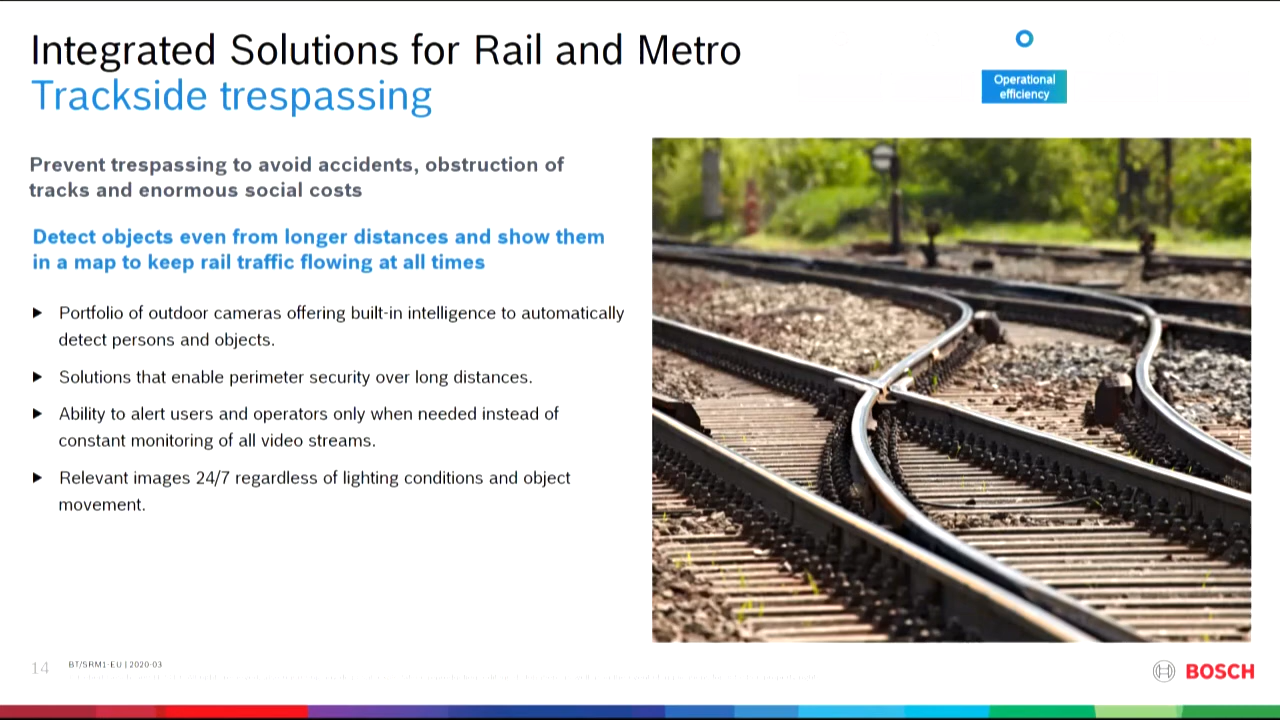 Integrated Solutions for Rail and Metro
Trackside trespassing
Operational
efficiency
Prevent trespassing to avoid accidents, obstruction of
tracks and enormous social costs
Detect objects even from longer distances and show them
in a map to keep rail traffic flowing at all times
Portfolio of outdoor cameras offering built-in intelligence to automatically
detect persons and objects.
Solutions that enable perimeter security over long distances.
Ability to alert users and operators only when needed instead of
constant monitoring of all video streams.
Relevant images 24/7 regardless of lighting conditions and object
movement.
14
BT/SRM1-EU | 2020-03
BOSCH